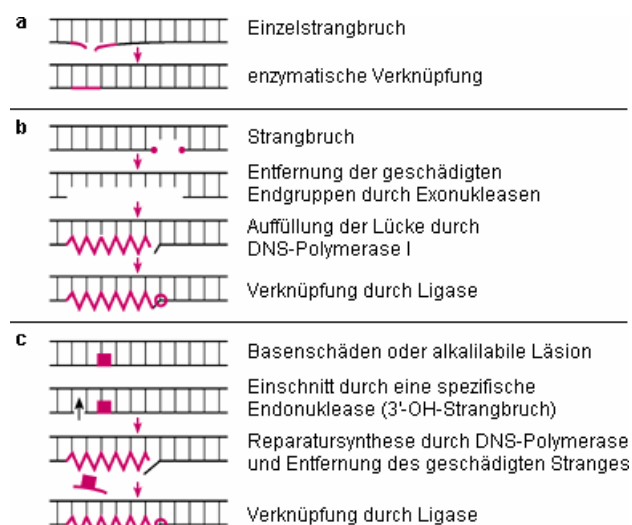 a
Einzelstrangbruch
enzymatische Verknüpfung
b
Strangbruch
Entfernung der geschädigten
Endgruppen durch Exonukleasen
Auffüllung der Lücke durch
DNS-Polymerase I
Verknüpfung durch Ligase
c
Basenschäden oder alkalilabile Läsion
Einschnitt durch eine spezifische
Endonuklease (3'-OH-Strangbruch)
Reparatursynthese durch DNS-Polymerase
und Entfernung des geschädigten Stranges
Verknüpfung durch Ligase